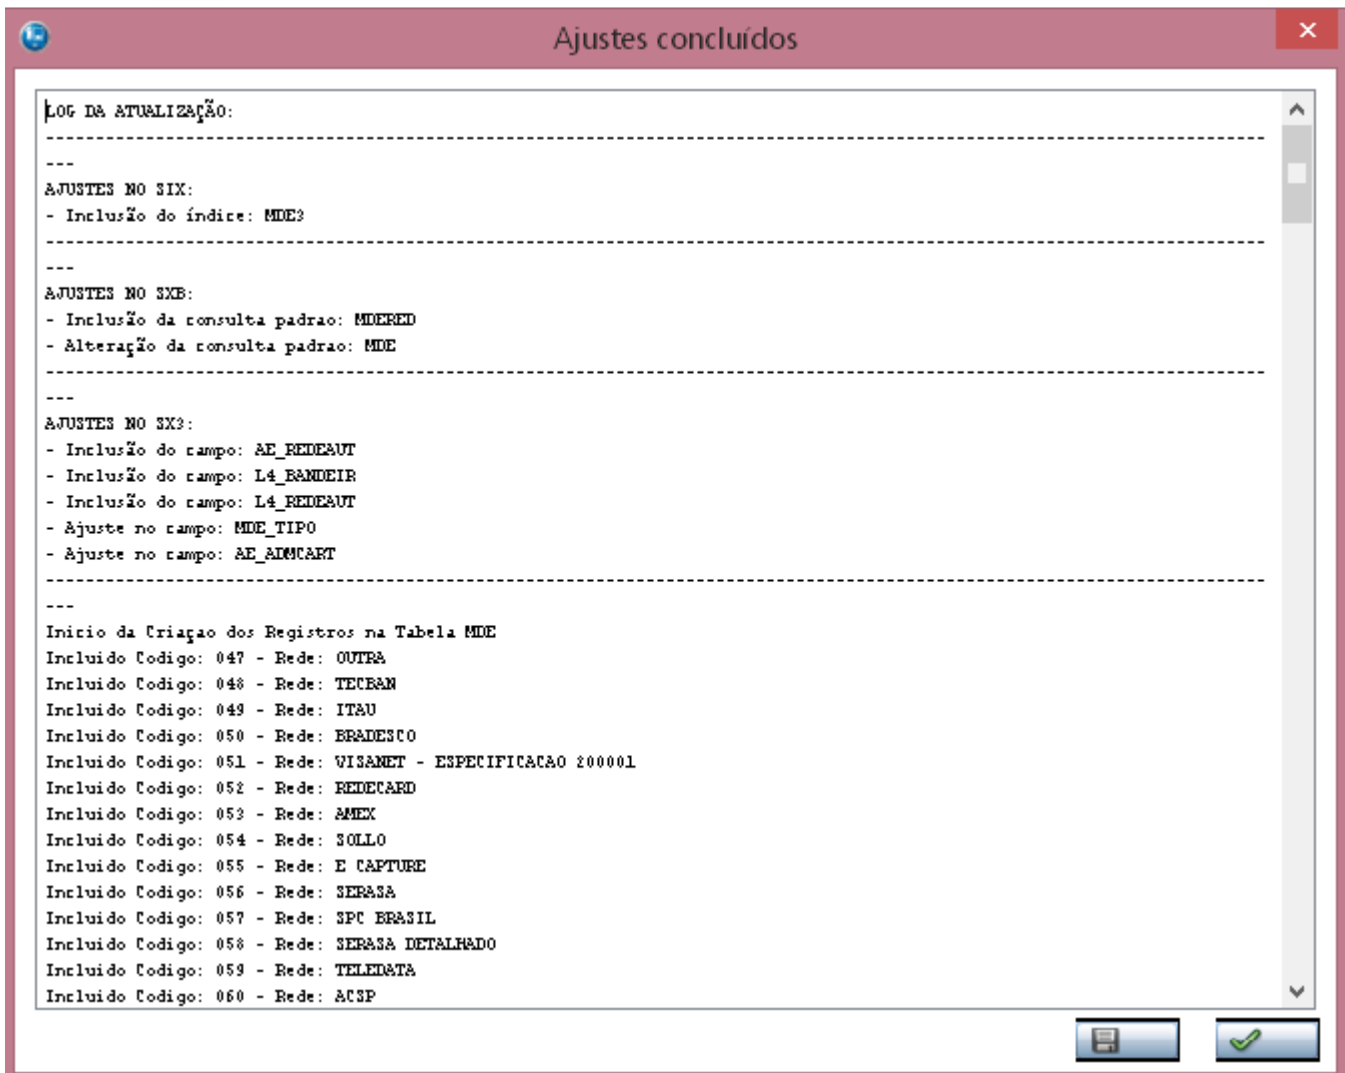 Ajustes concluídos
LOG DA ATUALIZAÇÃO:
--------------------------------------------------------------------------------------------------------------------------
---
AJUSTES NO SIX:
- Inclusão do índice: MDE3
--------------------------------------------------------------------------------------------------------------------------
---
AJUSTES NO SXB:
- Inclusão da consulta padrao: MDERED
- Alteração da consulta padrao: MDE
--------------------------------------------------------------------------------------------------------------------------
---
AJUSTES NO SX3:
- Inclusão do campo: AE_REDEAUT
- Inclusão do campo: L4_BANDEIR
- Inclusão do campo: L4_REDEAUT
- Ajuste no campo: MDE_TIPO
- Ajuste no campo: AE_ADMCART
--------------------------------------------------------------------------------------------------------------------------
---
Inicio da Criaçao dos Registros na Tabela MDE
Incluido Codigo: 047 - Rede: OUTRA
Incluido Codigo: 048 - Rede: TECBAN
Incluido Codigo: 049 - Rede: ITAU
Incluido Codigo: 050 - Rede: BRADESCO
Incluido Codigo: 051 - Rede: VISANET - ESPECIFICACAO 200001
Incluido Codigo: 052 - Rede: REDECARD
Incluido Codigo: 053 - Rede: AMEX
Incluido Codigo: 054 - Rede: SOLLO
Incluido Codigo: 055 - Rede: E CAPTURE
Incluido Codigo: 056 - Rede: SERASA
Incluido Codigo: 057 - Rede: SPC BRASIL
Incluido Codigo: 058 - Rede: SERASA DETALHADO
Incluido Codigo: 059 - Rede: TELEDATA
Incluido Codigo: 060 - Rede: ACSP